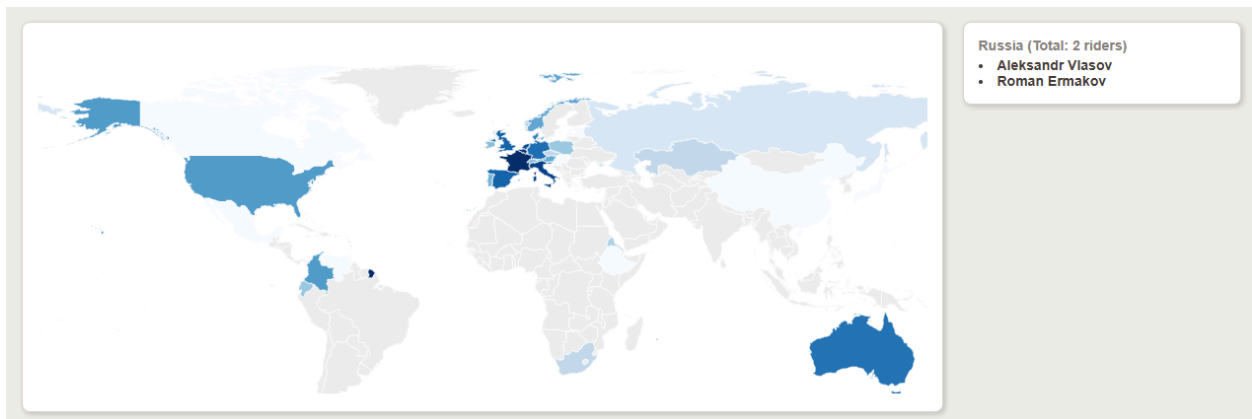 Russia (Total: 2 riders)
• Aleksandr Vlasov
• Roman Ermakov